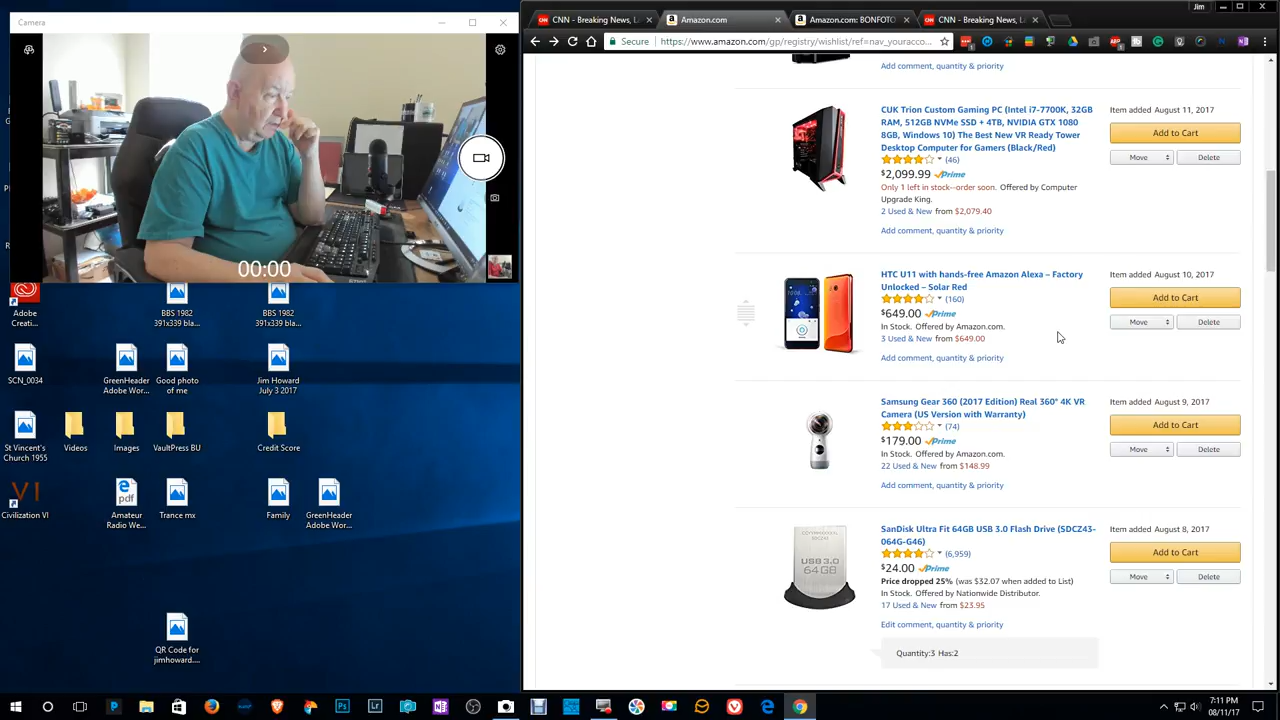 Camera
00:00
Adobe
Creati...
BBS 1982
391x339 bla...
BBS 1982
391x339 bla...
SCN_0034
GreenHeader
Adobe Wor...
Good photo
of me
Jim Howard
July 3 2017
St Vincent's
Church 1955
Videos
Images
VaultPress BU
Credit Score
Civilization VI
Amateur
Radio We...
Trance mx
Family
GreenHeader
Adobe Wor...
QR Code for
jimhoward....
Jim
CNN - Breaking News, L
Amazon.com
Amazon.com: BONFOTO
CNN - Breaking News, L
Secure
https://www.amazon.com/gp/registry/wishlist/ref=nav_youracco...
Add comment, quantity & priority
CUK Trion Custom Gaming PC (Intel i7-7700K, 32GB
RAM, 512GB NVMe SSD + 4TB, NVIDIA GTX 1080
8GB, Windows 10) The Best New VR Ready Tower
Desktop Computer for Gamers (Black/Red)
(46)
$2,099.99 Prime
Only 1 left in stock--order soon. Offered by Computer
Upgrade King.
2 Used & New from $2,079.40
Add comment, quantity & priority
Item added August 11, 2017
Add to Cart
Move Delete
HTC U11 with hands-free Amazon Alexa – Factory
Unlocked – Solar Red
(160)
$649.00 Prime
In Stock. Offered by Amazon.com.
3 Used & New from $649.00
Add comment, quantity & priority
Item added August 10, 2017
Add to Cart
Move Delete
Samsung Gear 360 (2017 Edition) Real 360° 4K VR
Camera (US Version with Warranty)
(74)
$179.00 Prime
In Stock. Offered by Amazon.com.
22 Used & New from $148.99
Add comment, quantity & priority
Item added August 9, 2017
Add to Cart
Move Delete
USB 3.0
64GB
SanDisk Ultra Fit 64GB USB 3.0 Flash Drive (SDCZ43-
064G-G46)
(6,959)
$24.00 Prime
Price dropped 25% (was $32.07 when added to List)
In Stock. Offered by Nationwide Distributor.
17 Used & New from $23.95
Edit comment, quantity & priority
Quantity:3 Has:2
Item added August 8, 2017
Add to Cart
Move Delete
7:11 PM
08/11/17